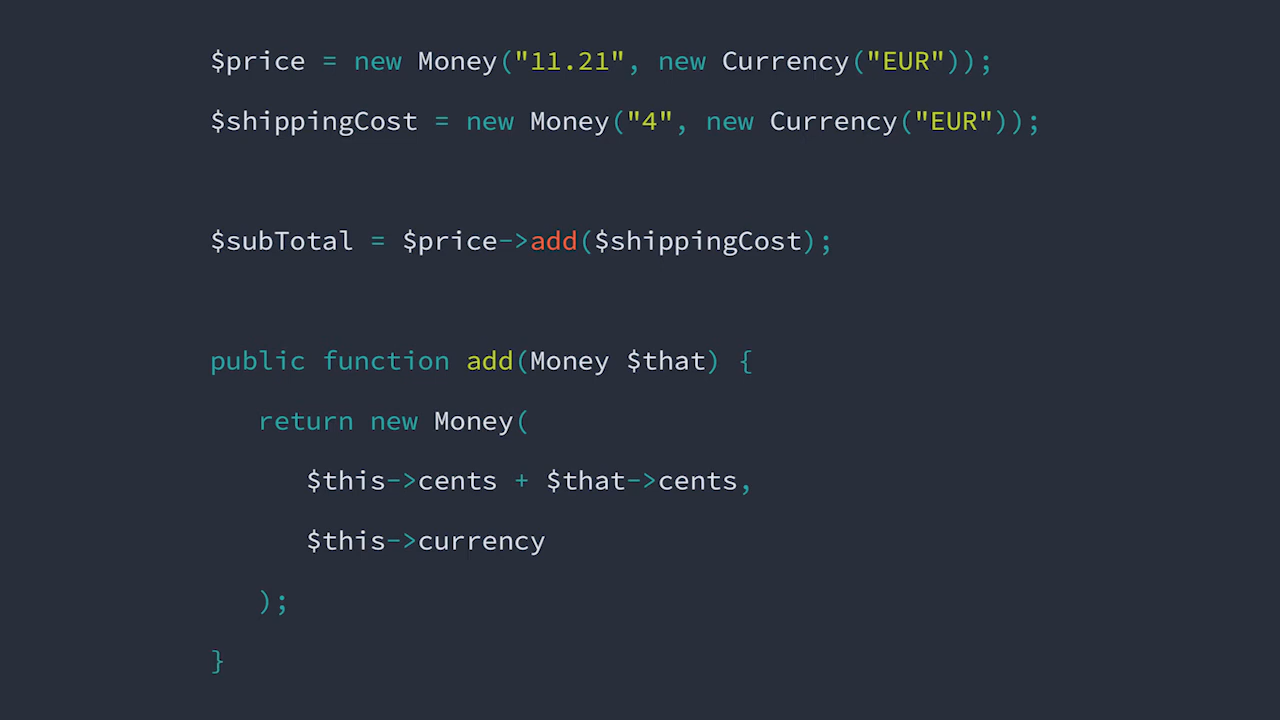 $price = new Money("11.21", new Currency("EUR"));
$shippingCost = new Money("4", new Currency("EUR"));
$subTotal = $price->add($shippingCost);
public function add(Money $that) {
return new Money(
$this->cents + $that->cents,
$this->currency
);
}